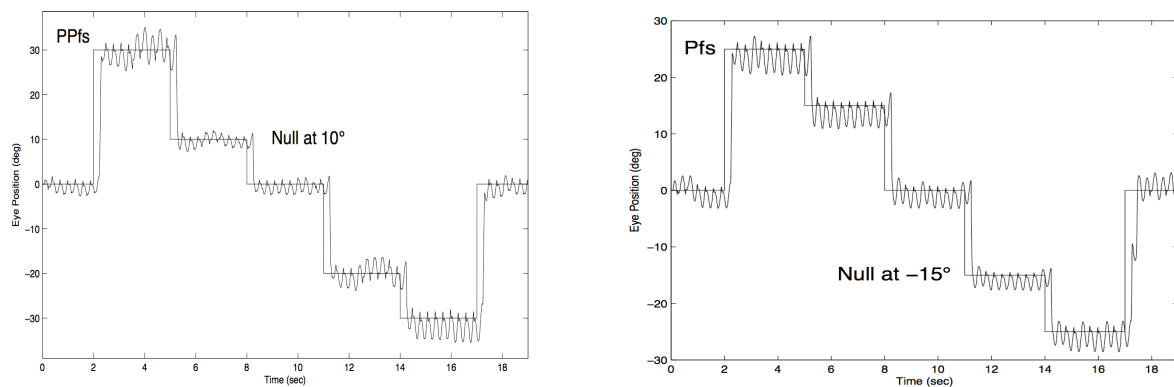 PPfs
Null at 10°
30
20
10
0
-10
-20
-30
Eye Position (deg)
0 2 4 6 8 10 12 14 16 18
Time (sec)
Pfs
Null at −15°
30
20
10
0
−10
−20
−30
Eye Position (deg)
0 2 4 6 8 10 12 14 16 18
Time (sec)